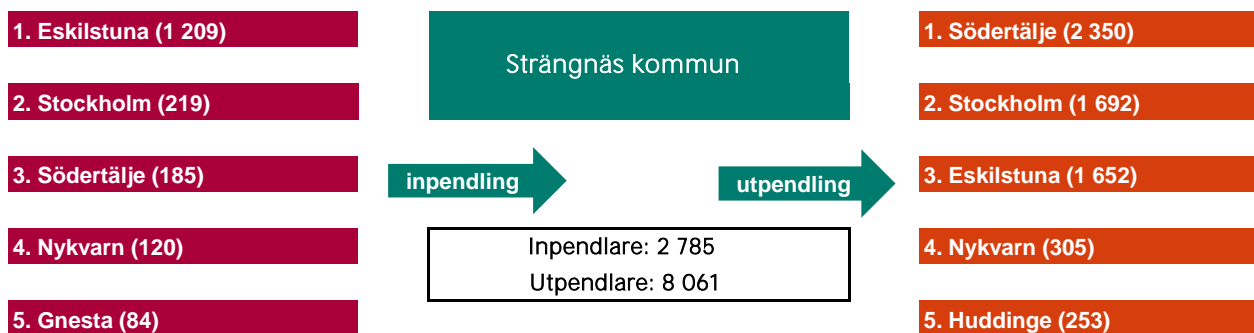 1. Eskilstuna (1 209)
2. Stockholm (219)
3. Södertälje (185)
4. Nykvarn (120)
5. Gnesta (84)
Strängnäs kommun
inpendling
utpendling
Inpendlare: 2 785
Utpendlare: 8 061
1. Södertälje (2 350)
2. Stockholm (1 692)
3. Eskilstuna (1 652)
4. Nykvarn (305)
5. Huddinge (253)